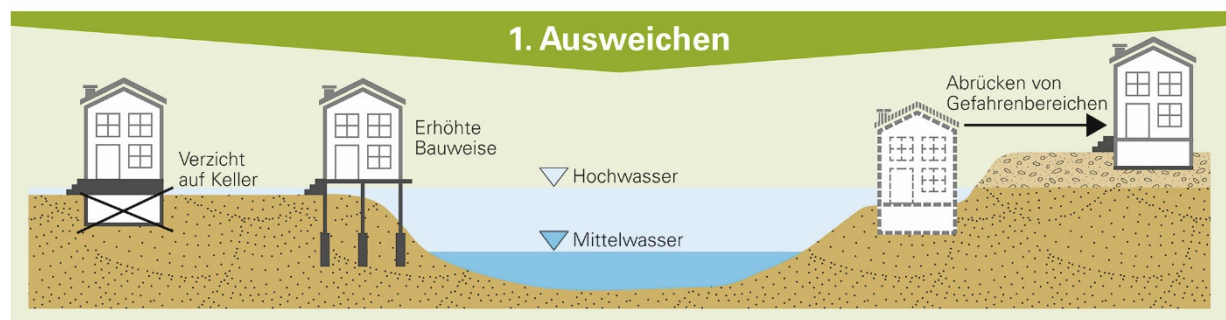 1. Ausweichen
Verzicht
auf Keller
Erhöhte
Bauweise
Hochwasser
Mittelwasser
Abrücken von
Gefahrenbereichen